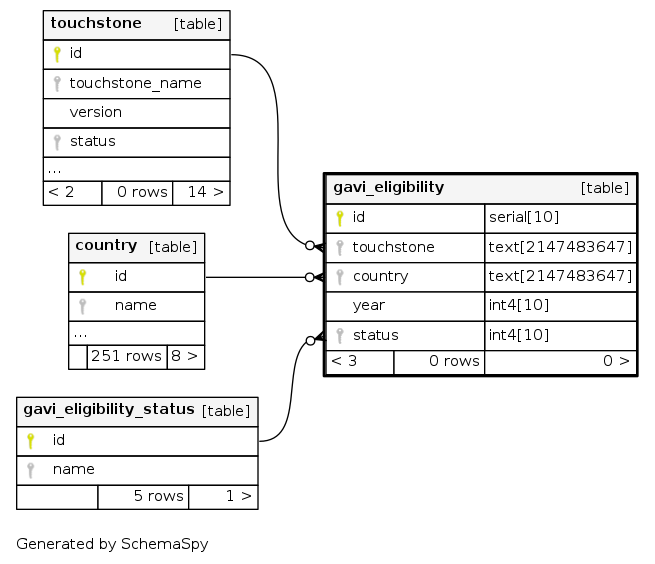 touchstone [table]
id
touchstone_name
version
status
...
< 2 0 rows 14 >
gavi_eligibility [table]
id serial[10]
touchstone text[2147483647]
country text[2147483647]
year int4[10]
status int4[10]
< 3 0 rows 0 >
country [table]
id
name
...
251 rows 8 >
gavi_eligibility_status [table]
id
name
5 rows 1 >
Generated by SchemaSpy